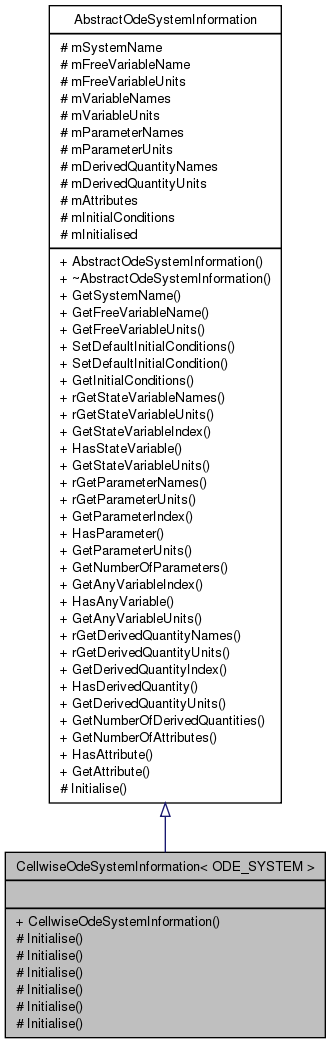 AbstractOdeSystemInformation
# mSystemName
# mFreeVariableName
# mFreeVariableUnits
# mVariableNames
# mVariableUnits
# mParameterNames
# mParameterUnits
# mDerivedQuantityNames
# mDerivedQuantityUnits
# mAttributes
# mInitialConditions
# mInitialised
+ AbstractOdeSystemInformation()
+ ~AbstractOdeSystemInformation()
+ GetSystemName()
+ GetFreeVariableName()
+ GetFreeVariableUnits()
+ SetDefaultInitialConditions()
+ SetDefaultInitialCondition()
+ GetInitialConditions()
+ rGetStateVariableNames()
+ rGetStateVariableUnits()
+ GetStateVariableIndex()
+ HasStateVariable()
+ GetStateVariableUnits()
+ rGetParameterNames()
+ rGetParameterUnits()
+ GetParameterIndex()
+ HasParameter()
+ GetParameterUnits()
+ GetNumberOfParameters()
+ GetAnyVariableIndex()
+ HasAnyVariable()
+ GetAnyVariableUnits()
+ rGetDerivedQuantityNames()
+ rGetDerivedQuantityUnits()
+ GetDerivedQuantityIndex()
+ HasDerivedQuantity()
+ GetDerivedQuantityUnits()
+ GetNumberOfDerivedQuantities()
+ GetNumberOfAttributes()
+ HasAttribute()
+ GetAttribute()
# Initialise()
CellwiseOdeSystemInformation< ODE_SYSTEM >
+ CellwiseOdeSystemInformation()
# Initialise()
# Initialise()
# Initialise()
# Initialise()
# Initialise()
# Initialise()